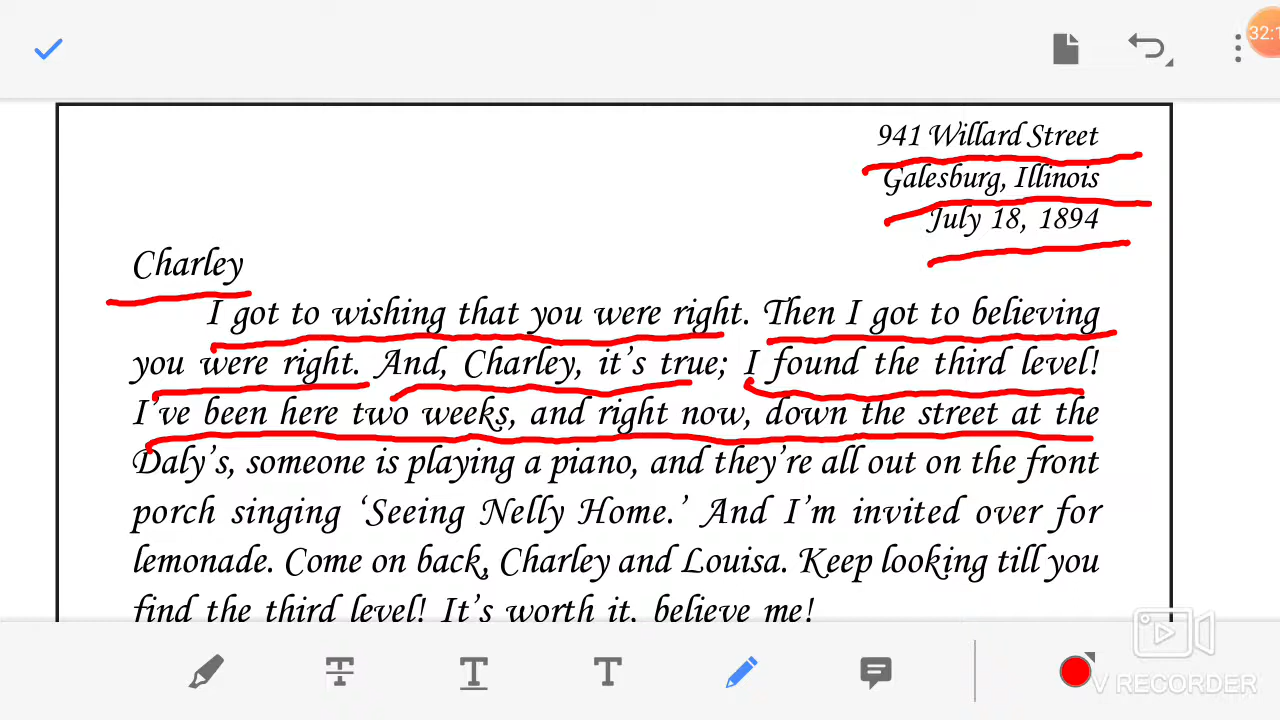 32:1
941 Willard Street
Galesburg, Illinois
July 18, 1894
Charley
I got to wishing that you were right. Then I got to believing
you were right. And, Charley, it's true; I found the third level!
I've been here two weeks, and right now, down the street at the
Daly's, someone is playing a piano, and they're all out on the front
porch singing ‘Seeing Nelly Home.’ And I'm invited over for
lemonade. Come on back, Charley and Louisa. Keep looking till you
find the third level! It's worth it, believe me!
T T T
V RECORDER